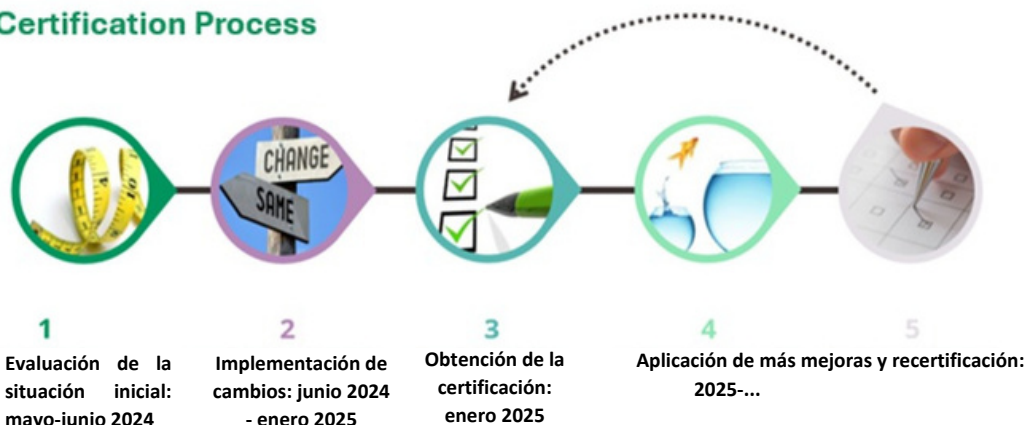 Certification Process
CHANGE
SAME
1
2
3
4
5
Evaluación de la
situación inicial:
mayo-junio 2024
Implementación de
cambios: junio 2024
- enero 2025
Obtención de la
certificación:
enero 2025
Aplicación de más mejoras y recertificación:
2025-...